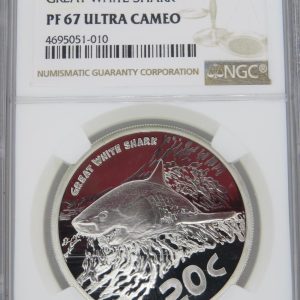 GREAT WHITE SHARK
PF 67 ULTRA CAMEO
4695051-010
NUMISMATIC GUARANTY CORPORATION
NGC
GREAT WHITE SHARK
20c